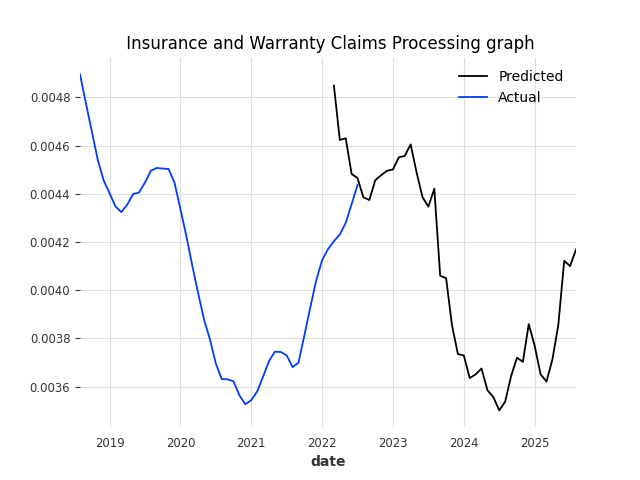 Insurance and Warranty Claims Processing graph
Predicted
Actual
0.0048
0.0046
0.0044
0.0042
0.0040
0.0038
0.0036
2019 2020 2021 2022 2023 2024 2025
date